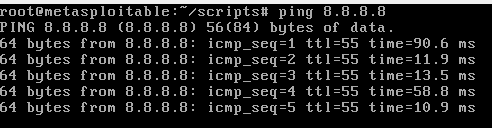 root@metasploitable:~/scripts# ping 8.8.8.8
PING 8.8.8.8 (8.8.8.8) 56(84) bytes of data.
64 bytes from 8.8.8.8: icmp_seq=1 ttl=55 time=90.6 ms
64 bytes from 8.8.8.8: icmp_seq=2 ttl=55 time=11.9 ms
64 bytes from 8.8.8.8: icmp_seq=3 ttl=55 time=13.5 ms
64 bytes from 8.8.8.8: icmp_seq=4 ttl=55 time=58.8 ms
64 bytes from 8.8.8.8: icmp_seq=5 ttl=55 time=10.9 ms